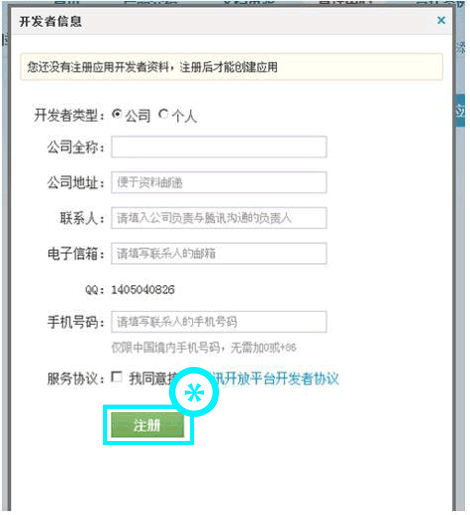 开发者信息
您还没有注册应用开发者资料，注册后才能创建应用
开发者类型： 公司 个人
公司全称：
公司地址： 便于资料邮递
联系人： 请填入公司负责与腾讯沟通的负责人
电子信箱： 请填写联系人的邮箱
QQ： 1405040826
手机号码： 请填写联系人的手机号码
仅限中国境内手机号码，无需加0或+86
服务协议： 我同意 讯开放平台开发者协议
注册